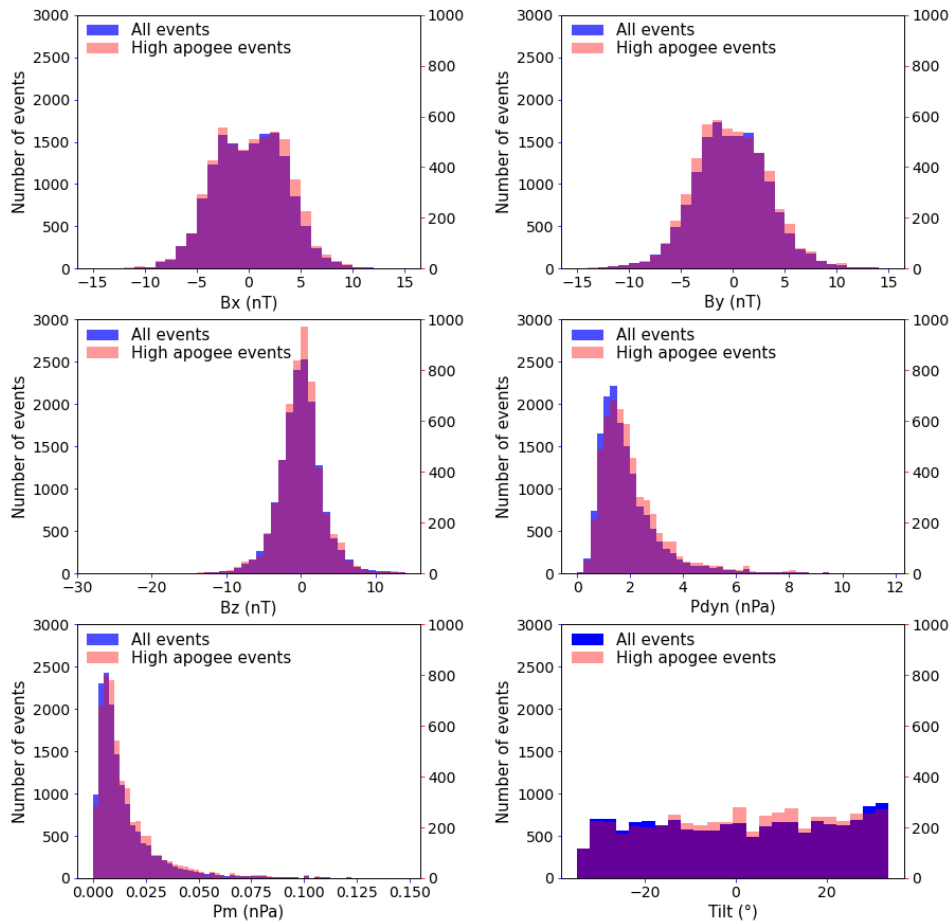 All events
High apogee events
Number of events
3000
2500
2000
1500
1000
500
0
1000
800
600
400
200
0
−15 −10 −5 0 5 10 15
Bx (nT)
All events
High apogee events
Number of events
3000
2500
2000
1500
1000
500
0
1000
800
600
400
200
0
−15 −10 −5 0 5 10 15
By (nT)
All events
High apogee events
Number of events
3000
2500
2000
1500
1000
500
0
1000
800
600
400
200
0
−30 −20 −10 0 10
Bz (nT)
All events
High apogee events
Number of events
3000
2500
2000
1500
1000
500
0
1000
800
600
400
200
0
0 2 4 6 8 10 12
Pdyn (nPa)
All events
High apogee events
Number of events
3000
2500
2000
1500
1000
500
0
1000
800
600
400
200
0
0.000 0.025 0.050 0.075 0.100 0.125 0.150
Pm (nPa)
All events
High apogee events
Number of events
3000
2500
2000
1500
1000
500
0
1000
800
600
400
200
0
−20 0 20
Tilt (°)